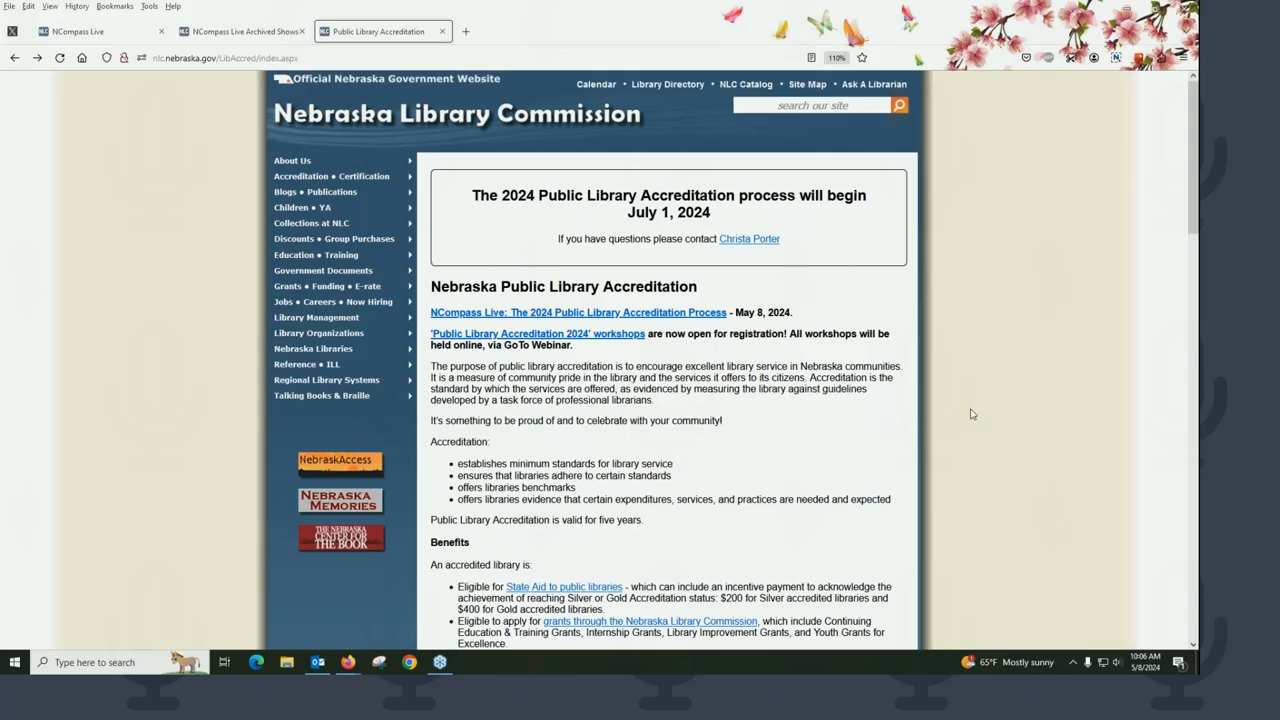 File Edit View History Bookmarks Tools Help
NCompass Live
NCompass Live Archived Shows
Public Library Accreditation
nlc.nebraska.gov/LibAccred/index.aspx
110%
Official Nebraska Government Website
Calendar • Library Directory • NLC Catalog • Site Map • Ask A Librarian
Nebraska Library Commission
search our site
About Us
Accreditation • Certification
Blogs • Publications
Children • YA
Collections at NLC
Discounts • Group Purchases
Education • Training
Government Documents
Grants • Funding • E-rate
Jobs • Careers • Now Hiring
Library Management
Library Organizations
Nebraska Libraries
Reference • ILL
Regional Library Systems
Talking Books & Braille
NebraskAccess
NEBRASKA
MEMORIES
THE NEBRASKA
CENTER FOR
THE BOOK
The 2024 Public Library Accreditation process will begin
July 1, 2024
If you have questions please contact Christa Porter
Nebraska Public Library Accreditation
NCompass Live: The 2024 Public Library Accreditation Process - May 8, 2024.
'Public Library Accreditation 2024' workshops are now open for registration! All workshops will be
held online, via GoTo Webinar.
The purpose of public library accreditation is to encourage excellent library service in Nebraska communities.
It is a measure of community pride in the library and the services it offers to its citizens. Accreditation is the
standard by which the services are offered, as evidenced by measuring the library against guidelines
developed by a task force of professional librarians.
It's something to be proud of and to celebrate with your community!
Accreditation:
• establishes minimum standards for library service
• ensures that libraries adhere to certain standards
• offers libraries benchmarks
• offers libraries evidence that certain expenditures, services, and practices are needed and expected
Public Library Accreditation is valid for five years.
Benefits
An accredited library is:
• Eligible for State Aid to public libraries - which can include an incentive payment to acknowledge the
achievement of reaching Silver or Gold Accreditation status: $200 for Silver accredited libraries and
$400 for Gold accredited libraries.
• Eligible to apply for grants through the Nebraska Library Commission, which include Continuing
Education & Training Grants, Internship Grants, Library Improvement Grants, and Youth Grants for
Excellence.
Type here to search
65°F Mostly sunny
10:06 AM
5/8/2024